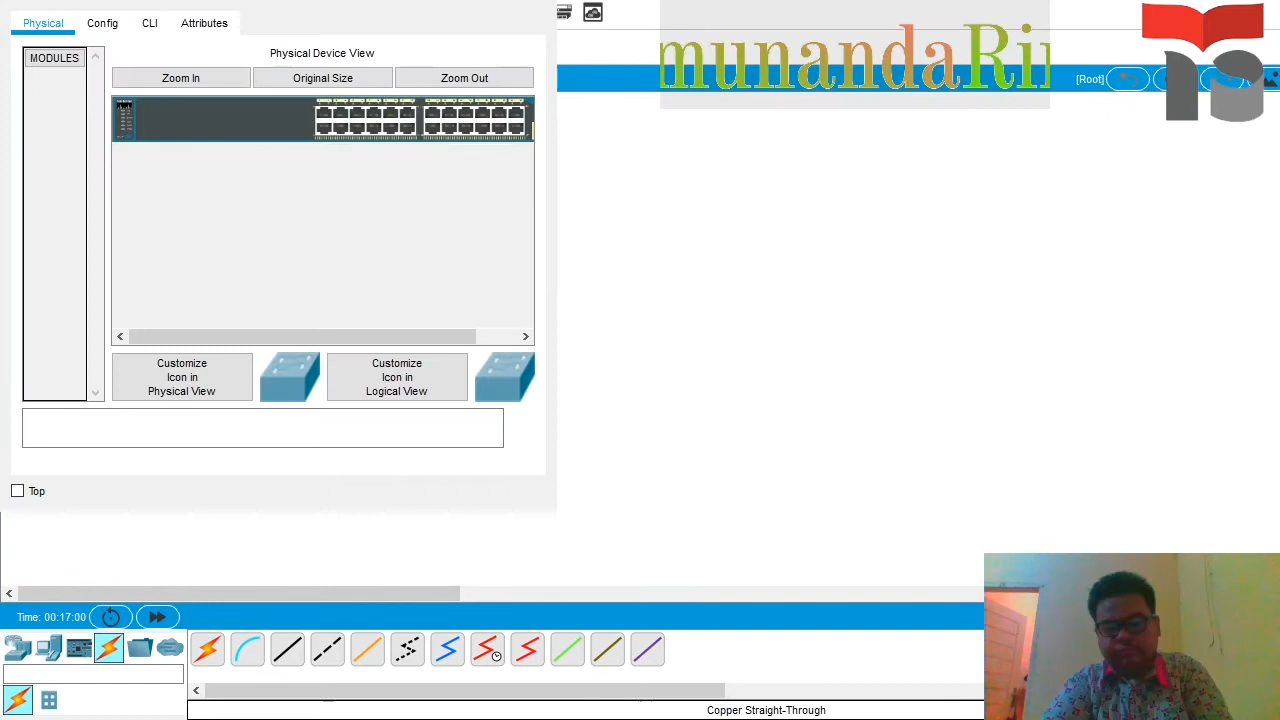 Physical Config CLI Attributes
MODULES
Physical Device View
Zoom In Original Size Zoom Out
munandaRi
[Root]
Customize
Icon in
Physical View
Customize
Icon in
Logical View
Top
Time: 00:17:00
Copper Straight-Through